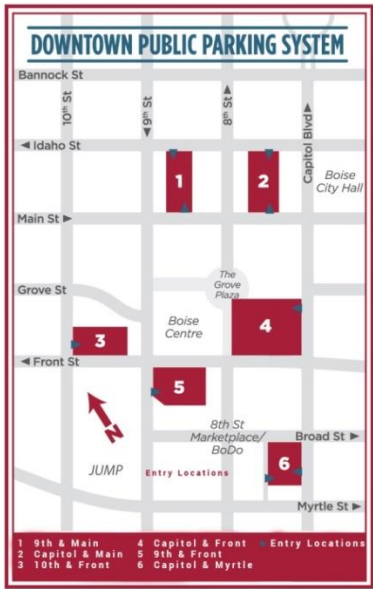 DOWNTOWN PUBLIC PARKING SYSTEM
Bannock St
10th St
9th St
8th St
Capitol Blvd
Idaho St
1
2
Boise
City Hall
Main St
The
Grove
Plaza
Grove St
Boise
Centre
4
3
Front St
5
N
8th St
Marketplace/
BoDo
Broad St
JUMP
Entry Locations
6
Myrtle St
1 9th & Main 4 Capitol & Front Entry Locations
2 Capitol & Main 5 9th & Front
3 10th & Front 6 Capitol & Myrtle